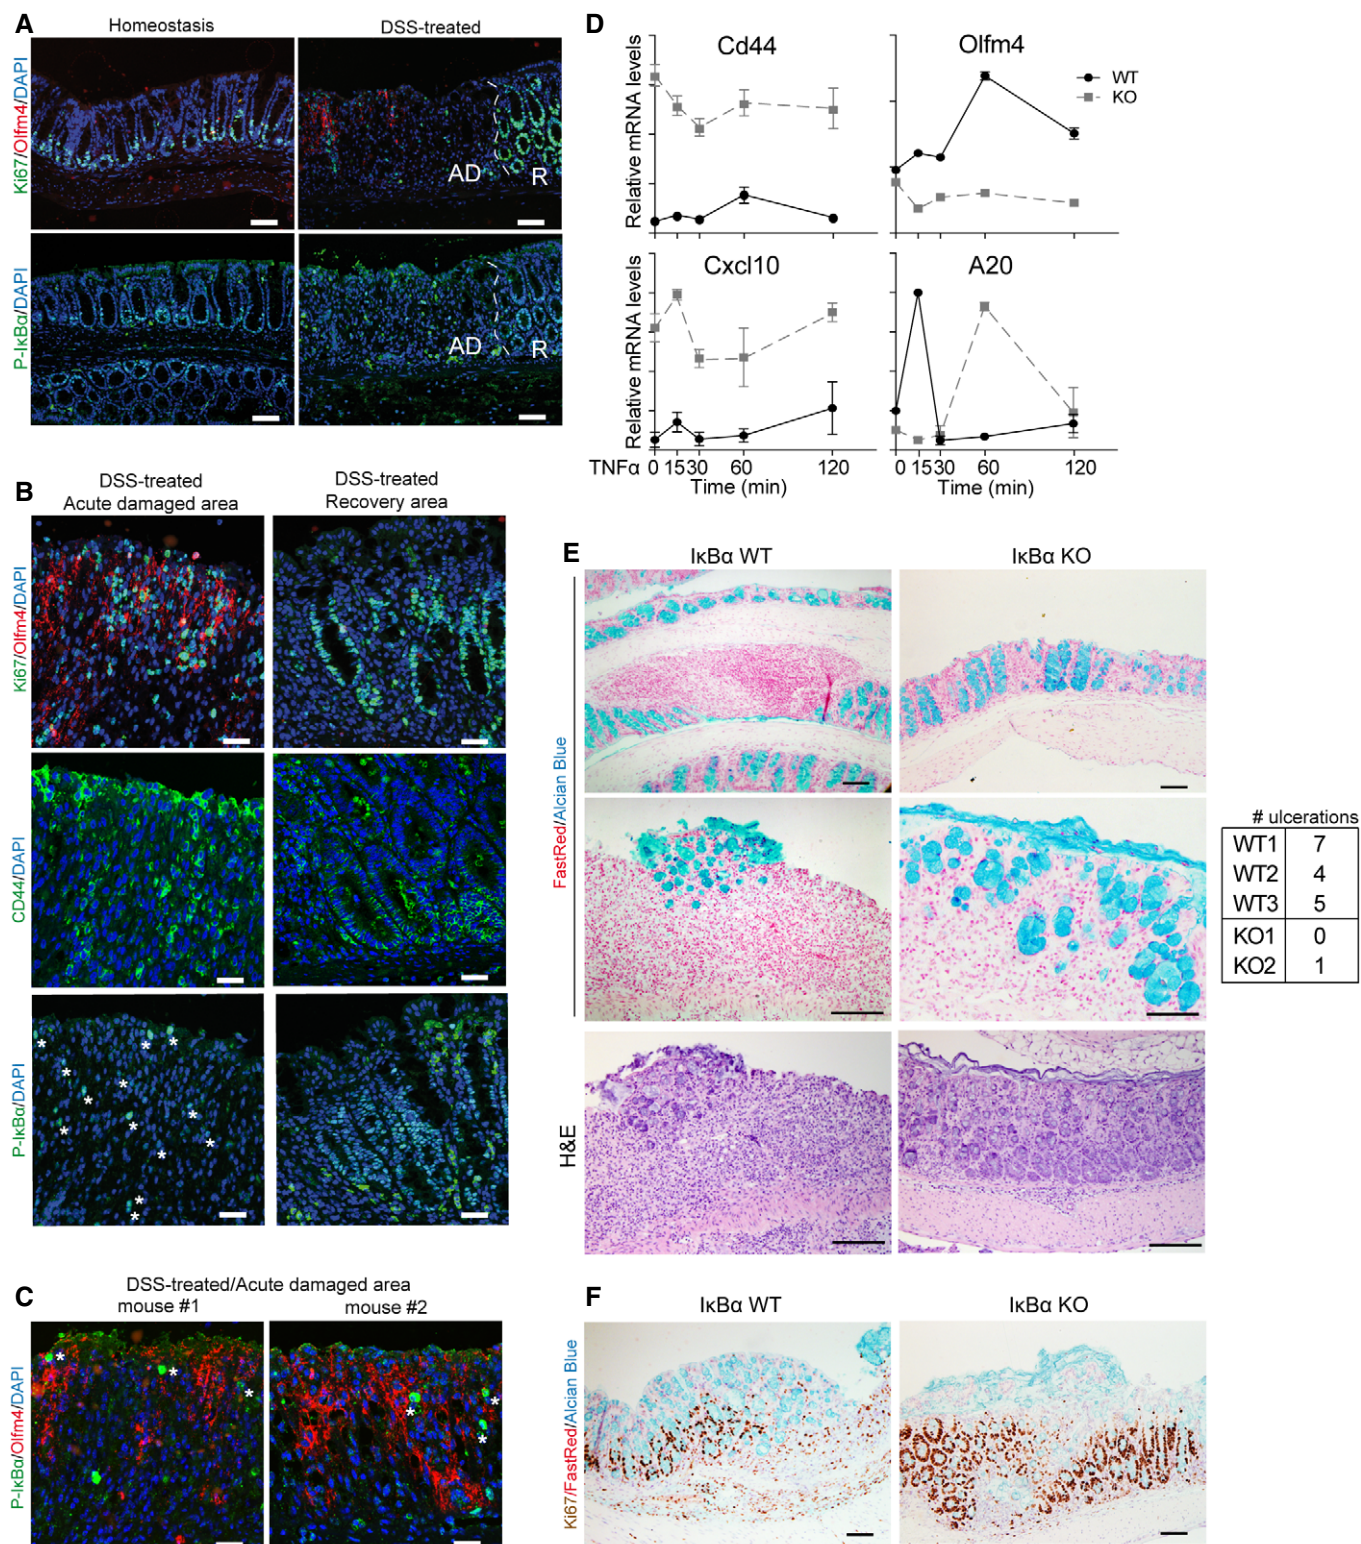 A
Homeostasis
DSS-treated
Ki67/Olfm4/DAPI
AD
R
P-IκBα/DAPI
AD
R
B
DSS-treated
Acute damaged area
DSS-treated
Recovery area
Ki67/Olfm4/DAPI
CD44/DAPI
P-IκBα/DAPI
* * * * * * * * * * * * *
C
DSS-treated/Acute damaged area
mouse #1
mouse #2
P-IκBα/Olfm4/DAPI
* * *
* * *
D
Relative mRNA levels
Cd44
Olfm4
WT
KO
Relative mRNA levels
Cxcl10
A20
TNFα 0 15 30 60 120
0 15 30 60 120
Time (min)
Time (min)
E
IκBα WT
IκBα KO
FastRed/Alcian Blue
H&E
# ulcerations
WT1 7
WT2 4
WT3 5
KO1 0
KO2 1
F
IκBα WT
IκBα KO
Ki67/FastRed/Alcian Blue